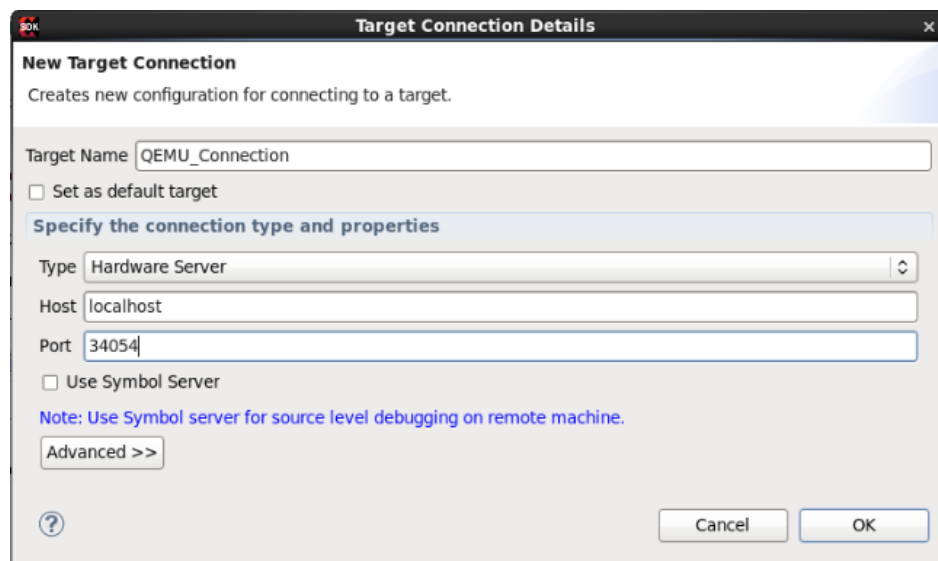 SDK Target Connection Details ×
New Target Connection
Creates new configuration for connecting to a target.
Target Name QEMU_Connection
Set as default target
Specify the connection type and properties
Type Hardware Server
Host localhost
Port 34054
Use Symbol Server
Note: Use Symbol server for source level debugging on remote machine.
Advanced >>
? Cancel OK